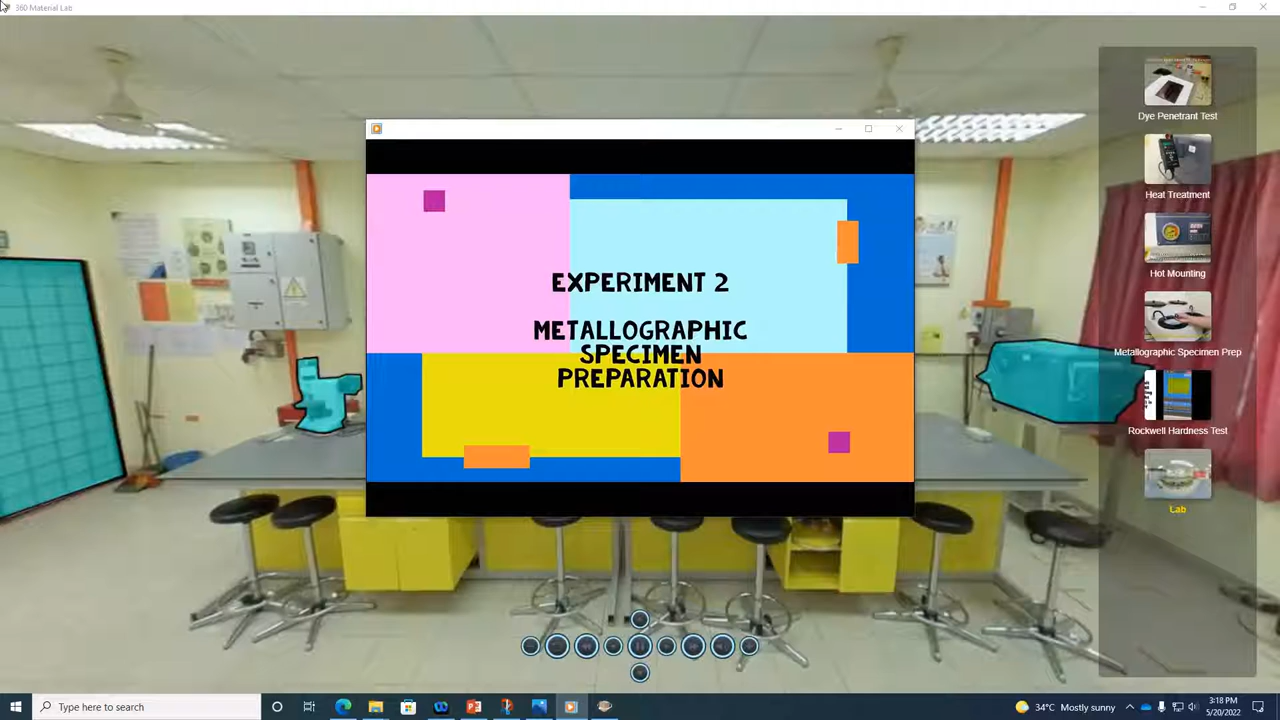 360 Material Lab
EXPERIMENT 2
METALLOGRAPHIC
SPECIMEN
PREPARATION
Dye Penetrant Test
Heat Treatment
Hot Mounting
Metallographic Specimen Prep
Rockwell Hardness Test
Lab
Type here to search
34°C Mostly sunny
3:18 PM
5/20/2022